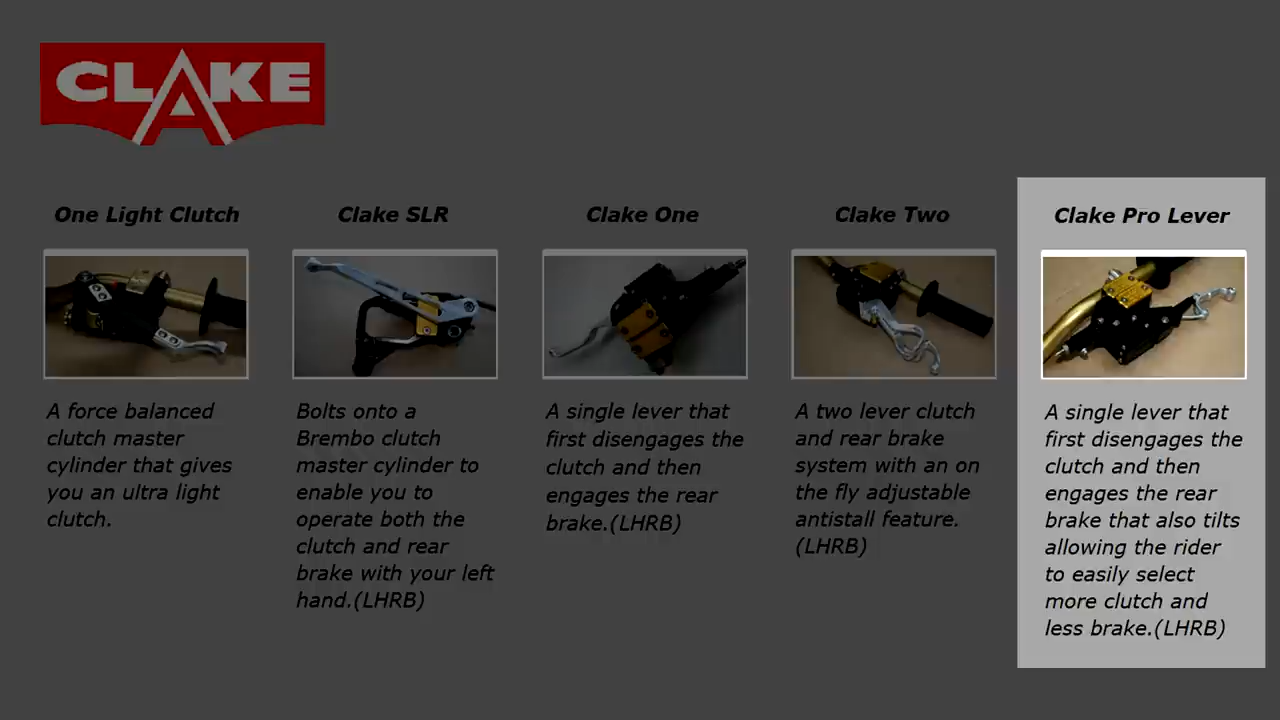 CLAKE
One Light Clutch
A force balanced
clutch master
cylinder that gives
you an ultra light
clutch.
Clake SLR
Bolts onto a
Brembo clutch
master cylinder to
enable you to
operate both the
clutch and rear
brake with your left
hand.(LHRB)
Clake One
A single lever that
first disengages the
clutch and then
engages the rear
brake.(LHRB)
Clake Two
A two lever clutch
and rear brake
system with an on
the fly adjustable
antistall feature.
(LHRB)
Clake Pro Lever
A single lever that
first disengages the
clutch and then
engages the rear
brake that also tilts
allowing the rider
to easily select
more clutch and
less brake.(LHRB)